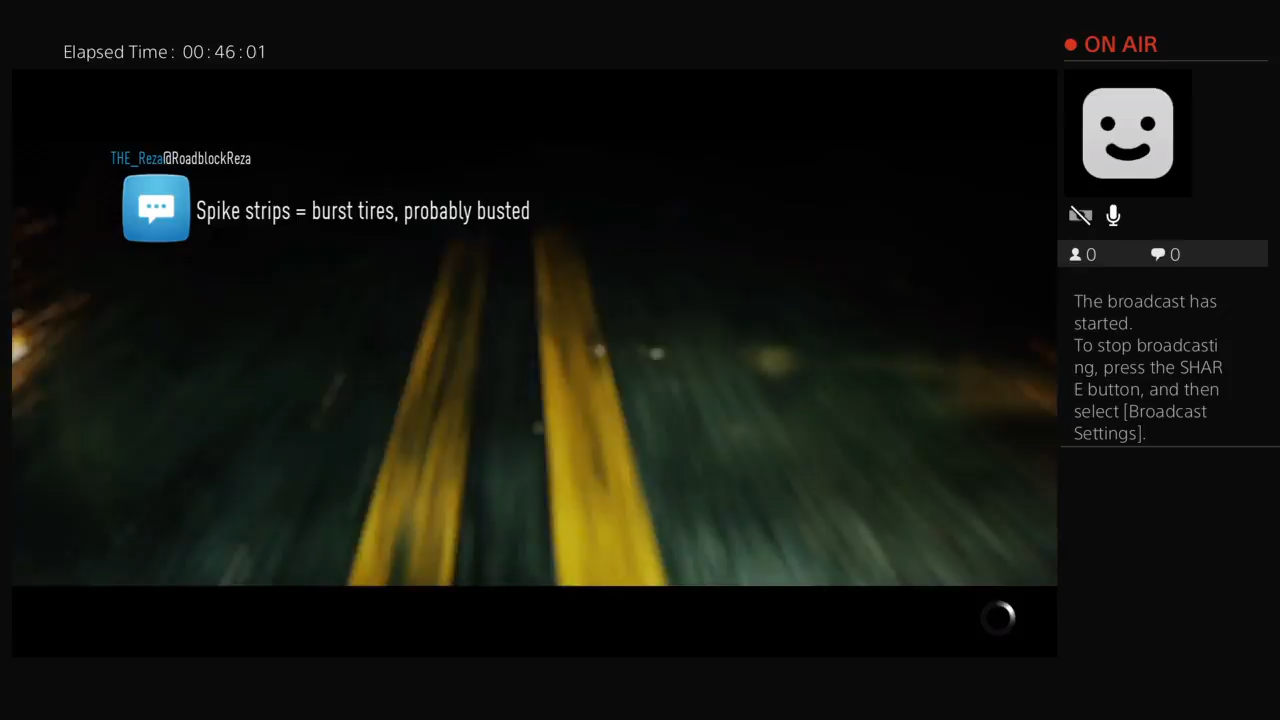 Elapsed Time: 00:46:01
ON AIR
THE_Reza@RoadblockReza
Spike strips = burst tires, probably busted
0 0
The broadcast has
started.
To stop broadcasti
ng, press the SHAR
E button, and then
select [Broadcast
Settings].